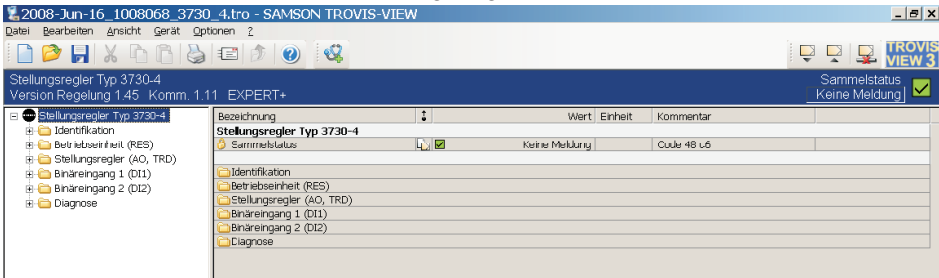 2008-Jun-16_1008068_3730_4.tro - SAMSON TROVIS-VIEW
Datei Bearbeiten Ansicht Gerät Optionen ?
TROVIS
VIEW 3
Stellungsregler Typ 3730-4
Version Regelung 1.45 Komm. 1.11 EXPERT+
Sammelstatus
Keine Meldung
Stellungsregler Typ 3730-4
Identifikation
Betriebseinheit (RES)
Stellungsregler (AO, TRD)
Binäreingang 1 (DI1)
Binäreingang 2 (DI2)
Diagnose
Bezeichnung Wert Einheit Kommentar
Stellungsregler Typ 3730-4
Sammelstatus Keine Meldung Code 48 c6
Identifikation
Betriebseinheit (RES)
Stellungsregler (AO, TRD)
Binäreingang 1 (DI1)
Binäreingang 2 (DI2)
Diagnose